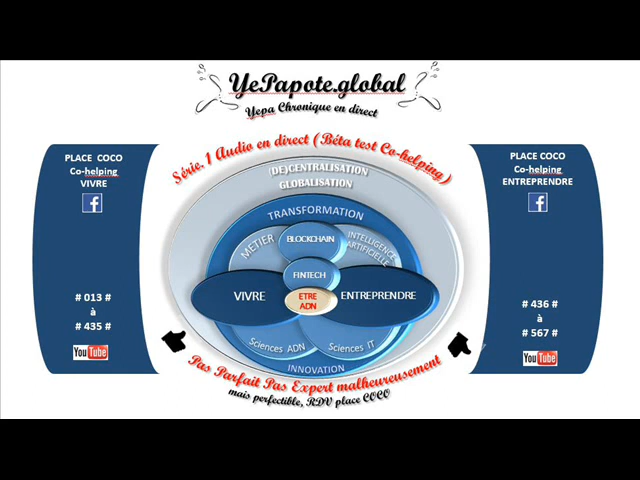 YePapote.global
Yepa Chronique en direct
Série, 1 Audio en direct (Béta test Co-helping)
PLACE COCO
Co-helping
VIVRE
# 013 #
à
# 435 #
YouTube
(DE)CENTRALISATION
GLOBALISATION
TRANSFORMATION
METIER
BLOCKCHAIN
INTELLIGENCE
ARTIFICIELLE
FINTECH
VIVRE
ETRE
ADN
ENTREPRENDRE
Sciences ADN
Sciences IT
INNOVATION
PLACE COCO
Co-helping
ENTREPRENDRE
# 436 #
à
# 567 #
YouTube
Pas Parfait Pas Expert malheureusement
mais perfectible, RDV place COCO